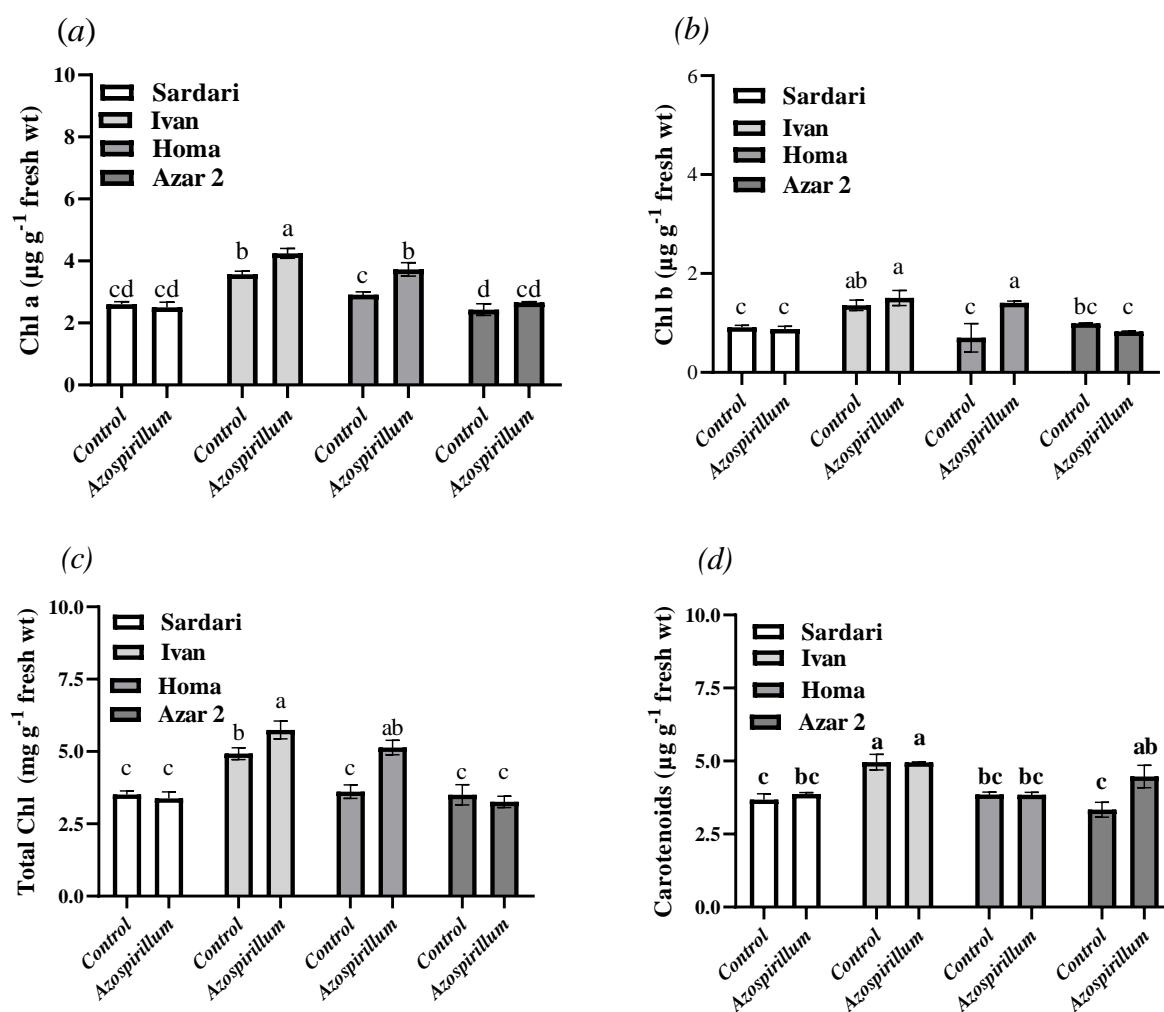 (a)
Chl a (µg g⁻¹ fresh wt)
10
8
6
4
2
0
Sardari
Ivan
Homa
Azar 2
cd cd b a c b d cd
Control Azospirillum Control Azospirillum Control Azospirillum Control Azospirillum
(b)
Chl b (µg g⁻¹ fresh wt)
6
4
2
0
Sardari
Ivan
Homa
Azar 2
c c ab a c a bc c
Control Azospirillum Control Azospirillum Control Azospirillum Control Azospirillum
(c)
Total Chl (mg g⁻¹ fresh wt)
10.0
7.5
5.0
2.5
0.0
Sardari
Ivan
Homa
Azar 2
c c b a c ab c c
Control Azospirillum Control Azospirillum Control Azospirillum Control Azospirillum
(d)
Carotenoids (µg g⁻¹ fresh wt)
10.0
7.5
5.0
2.5
0.0
Sardari
Ivan
Homa
Azar 2
c bc a a bc bc c ab
Control Azospirillum Control Azospirillum Control Azospirillum Control Azospirillum